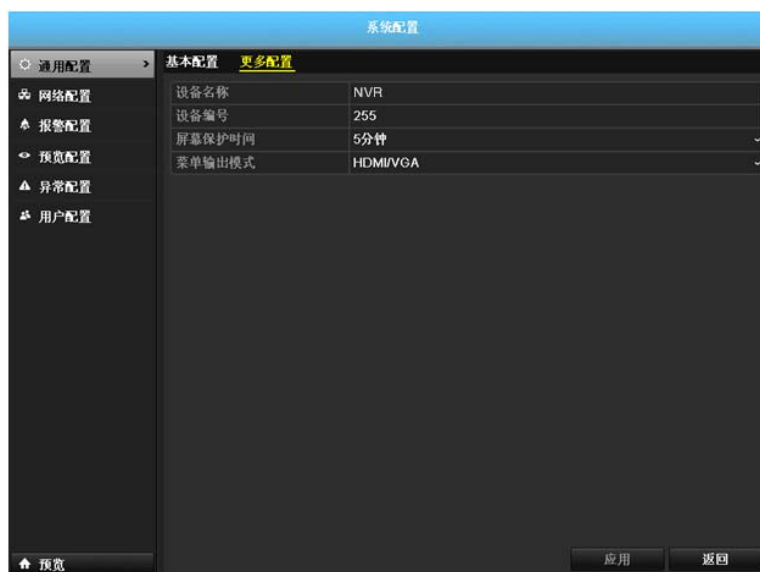 系统配置
通用配置
网络配置
报警配置
预览配置
异常配置
用户配置
预览
基本配置 更多配置
设备名称 NVR
设备编号 255
屏幕保护时间 5分钟
菜单输出模式 HDMI/VGA
应用 返回